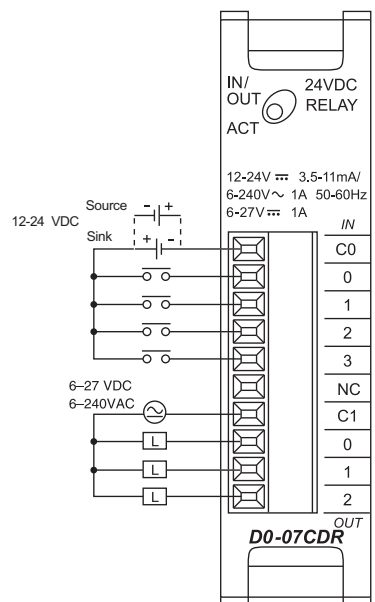 IN/
OUT
ACT
24VDC
RELAY
12-24V ⎓ 3.5-11mA/
6-240V∼ 1A 50-60Hz
6-27V ⎓ 1A
12-24 VDC
Source
- +
Sink
+ -
IN
C0
0
1
2
3
NC
6–27 VDC
6–240VAC
C1
L
0
L
1
L
2
OUT
D0-07CDR